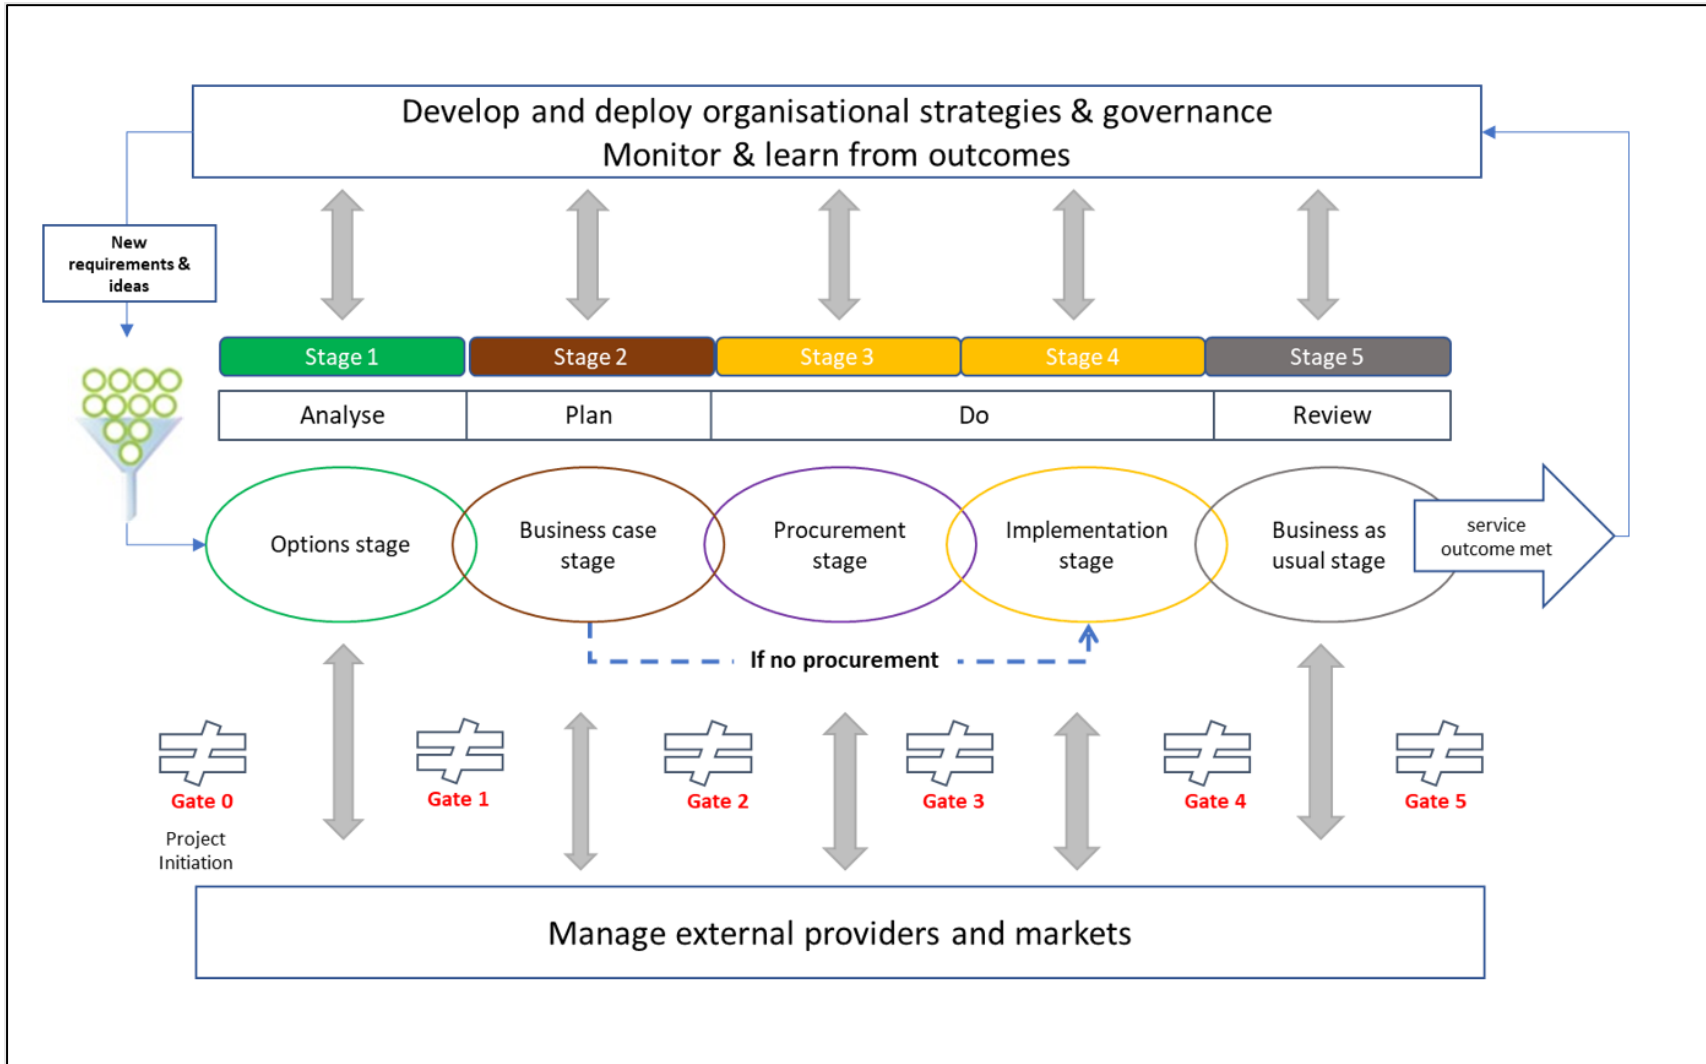 Develop and deploy organisational strategies & governance
Monitor & learn from outcomes
New
requirements &
ideas
Stage 1
Stage 2
Stage 3
Stage 4
Stage 5
Analyse
Plan
Do
Review
Options stage
Business case
stage
Procurement
stage
Implementation
stage
Business as
usual stage
service
outcome met
If no procurement
Gate 0
Project
Initiation
Gate 1
Gate 2
Gate 3
Gate 4
Gate 5
Manage external providers and markets